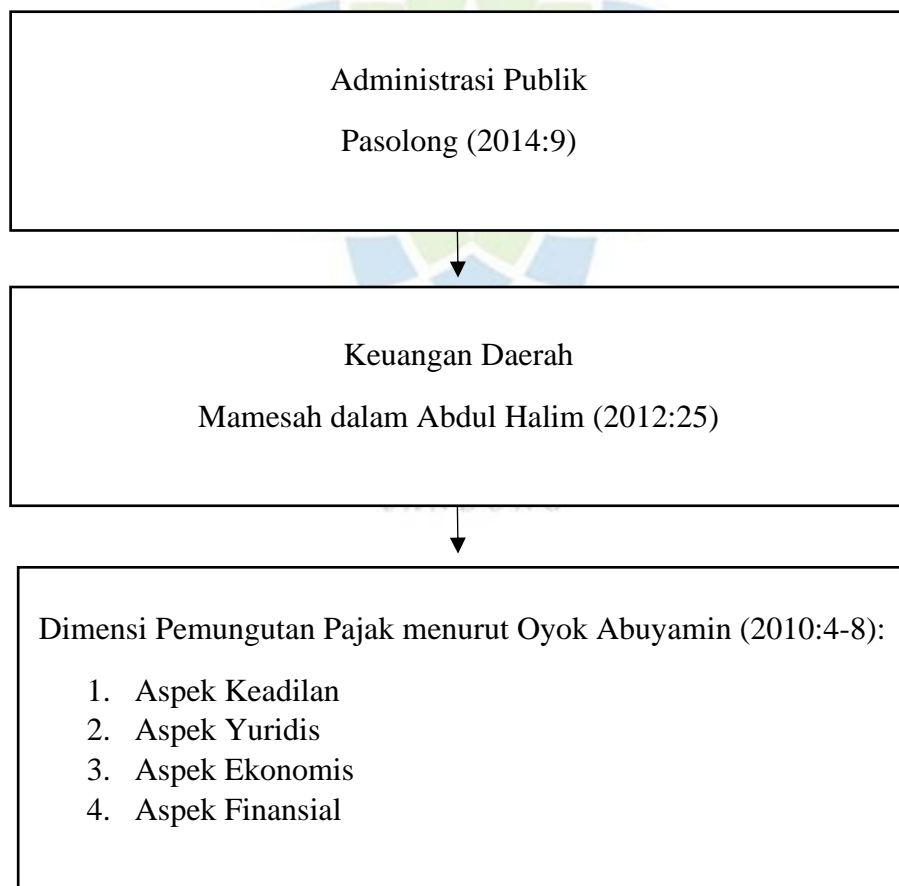 Administrasi Publik
Pasolong (2014:9)
Keuangan Daerah
Mamesah dalam Abdul Halim (2012:25)
Dimensi Pemungutan Pajak menurut Oyok Abuyamin (2010:4-8):
1. Aspek Keadilan
2. Aspek Yuridis
3. Aspek Ekonomis
4. Aspek Finansial